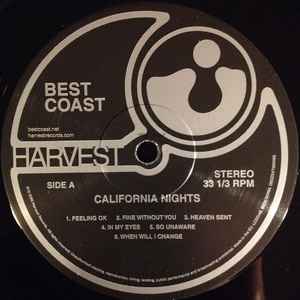 BEST
COAST
bestcoast.net
harvestrecords.com
HARVEST
SIDE A
STEREO
33 1/3 RPM
CALIFORNIA NIGHTS
1. FEELING OK 2. FINE WITHOUT YOU 3. HEAVEN SENT
4. IN MY EYES 5. SO UNAWARE
6. WHEN WILL I CHANGE